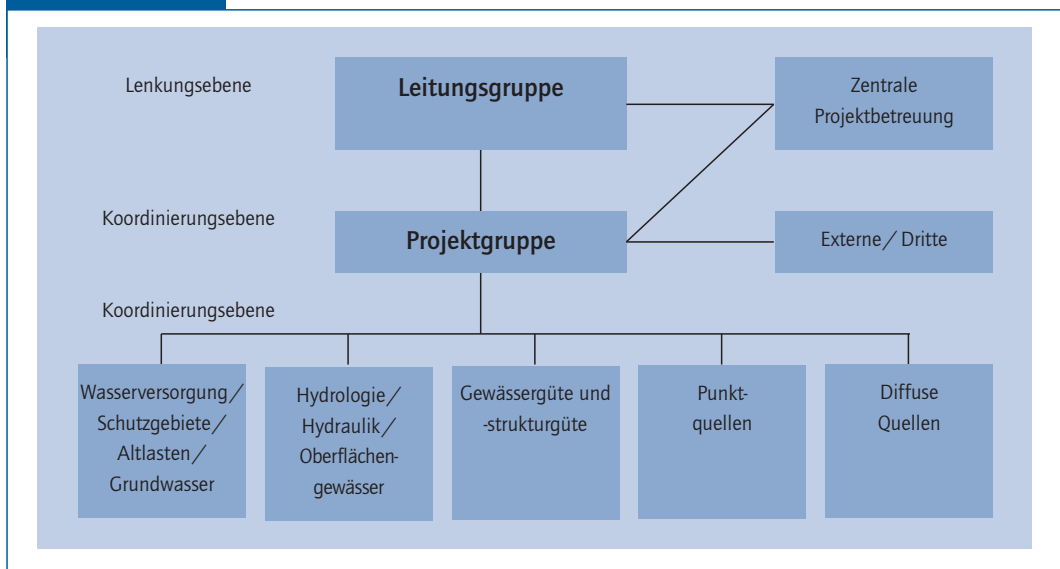 Lenkungsebene
Leitungsgruppe
Zentrale
Projektbetreuung
Koordinierungsebene
Projektgruppe
Externe / Dritte
Koordinierungsebene
Wasserversorgung /
Schutzgebiete /
Altlasten /
Grundwasser
Hydrologie /
Hydraulik /
Oberflächen-
gewässer
Gewässergüte und
-strukturgüte
Punkt-
quellen
Diffuse
Quellen